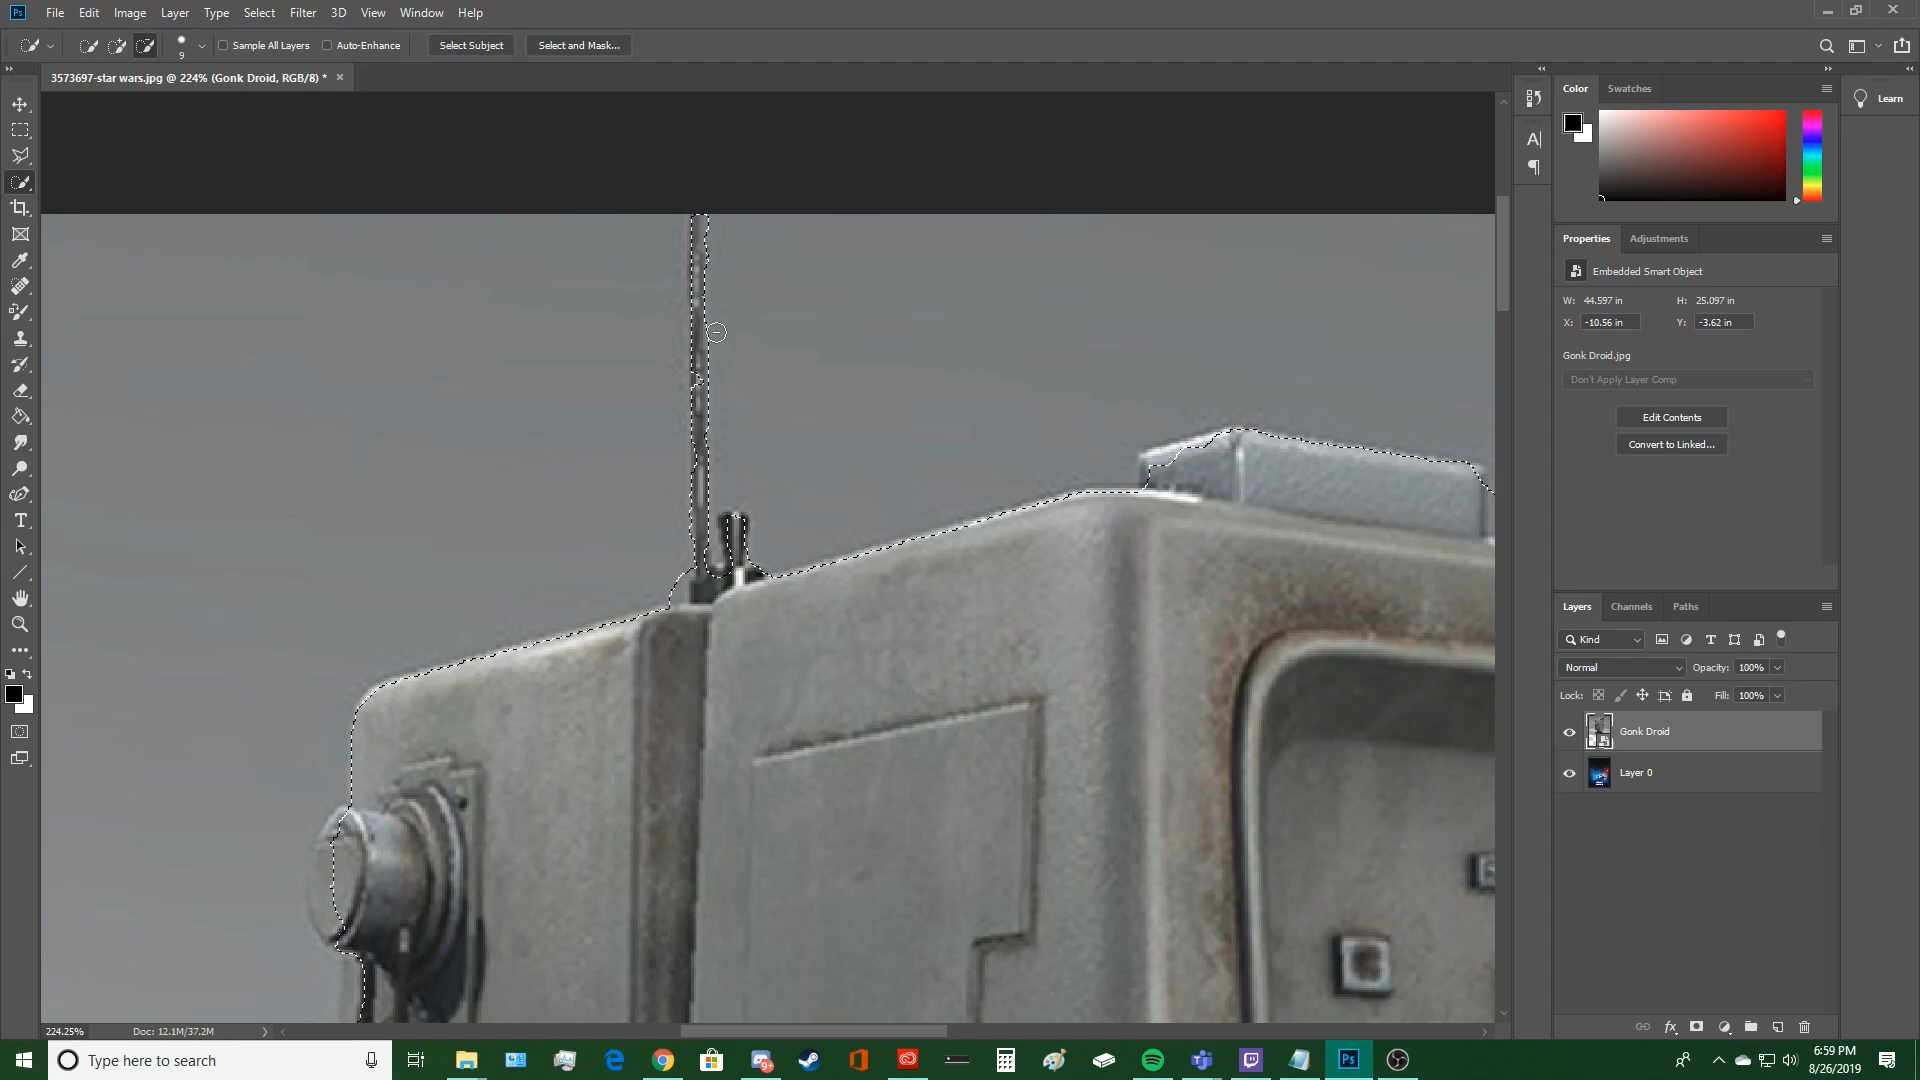 Ps File Edit Image Layer Type Select Filter 3D View Window Help
9 Sample All Layers Auto-Enhance Select Subject Select and Mask...
3573697-star wars.jpg @ 224% (Gonk Droid, RGB/8) * ×
Color Swatches
Learn
Properties Adjustments
Embedded Smart Object
W: 44.597 in H: 25.097 in
X: -10.56 in Y: -3.62 in
Gonk Droid.jpg
Don't Apply Layer Comp
Edit Contents
Convert to Linked...
Layers Channels Paths
Kind
Normal Opacity: 100%
Lock: Fill: 100%
Gonk Droid
Layer 0
224.25% Doc: 12.1M/37.2M
Type here to search
9+
Ps
6:59 PM
8/26/2019